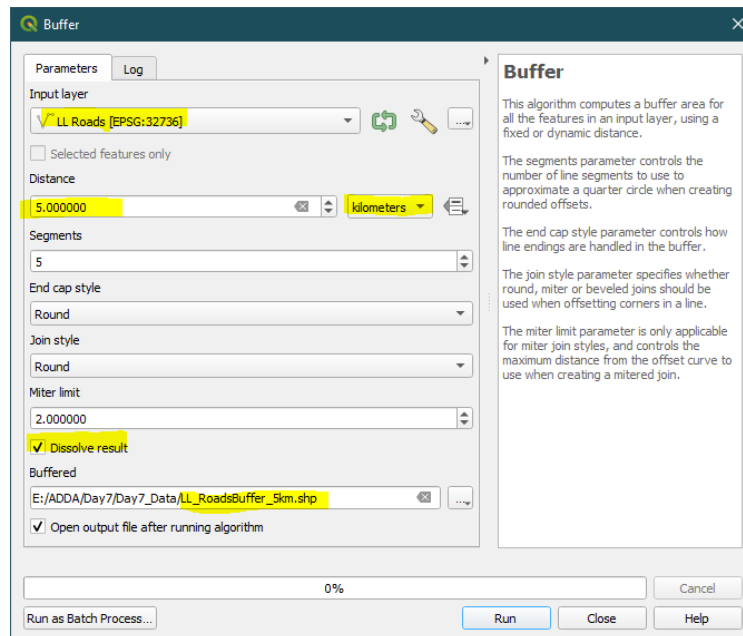 Buffer
Parameters
Log
Input layer
LL Roads [EPSG:32736]
Selected features only
Distance
5.000000
kilometers
Segments
5
End cap style
Round
Join style
Round
Miter limit
2.000000
Dissolve result
Buffered
E:/ADDA/Day7/Day7_Data/LL_RoadsBuffer_5km.shp
Open output file after running algorithm
Buffer
This algorithm computes a buffer area for
all the features in an input layer, using a
fixed or dynamic distance.
The segments parameter controls the
number of line segments to use to
approximate a quarter circle when creating
rounded offsets.
The end cap style parameter controls how
line endings are handled in the buffer.
The join style parameter specifies whether
round, miter or beveled joins should be
used when offsetting corners in a line.
The miter limit parameter is only applicable
for miter join styles, and controls the
maximum distance from the offset curve to
use when creating a mitered join.
0%
Cancel
Run as Batch Process...
Run
Close
Help